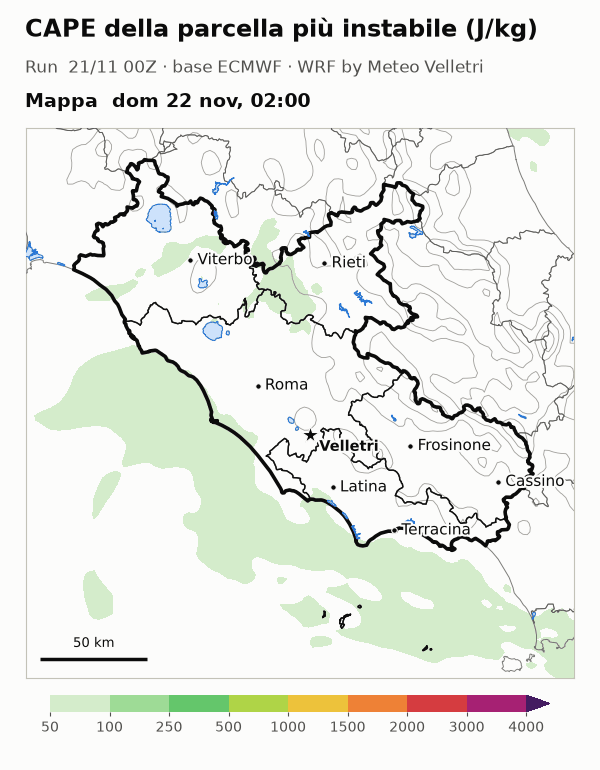 CAPE della parcella più instabile (J/kg)
Run 21/11 00Z · base ECMWF · WRF by Meteo Velletri
Mappa dom 22 nov, 02:00
Viterbo
Rieti
Roma
Velletri
Frosinone
Cassino
Latina
Terracina
50 km
50 100 250 500 1000 1500 2000 3000 4000